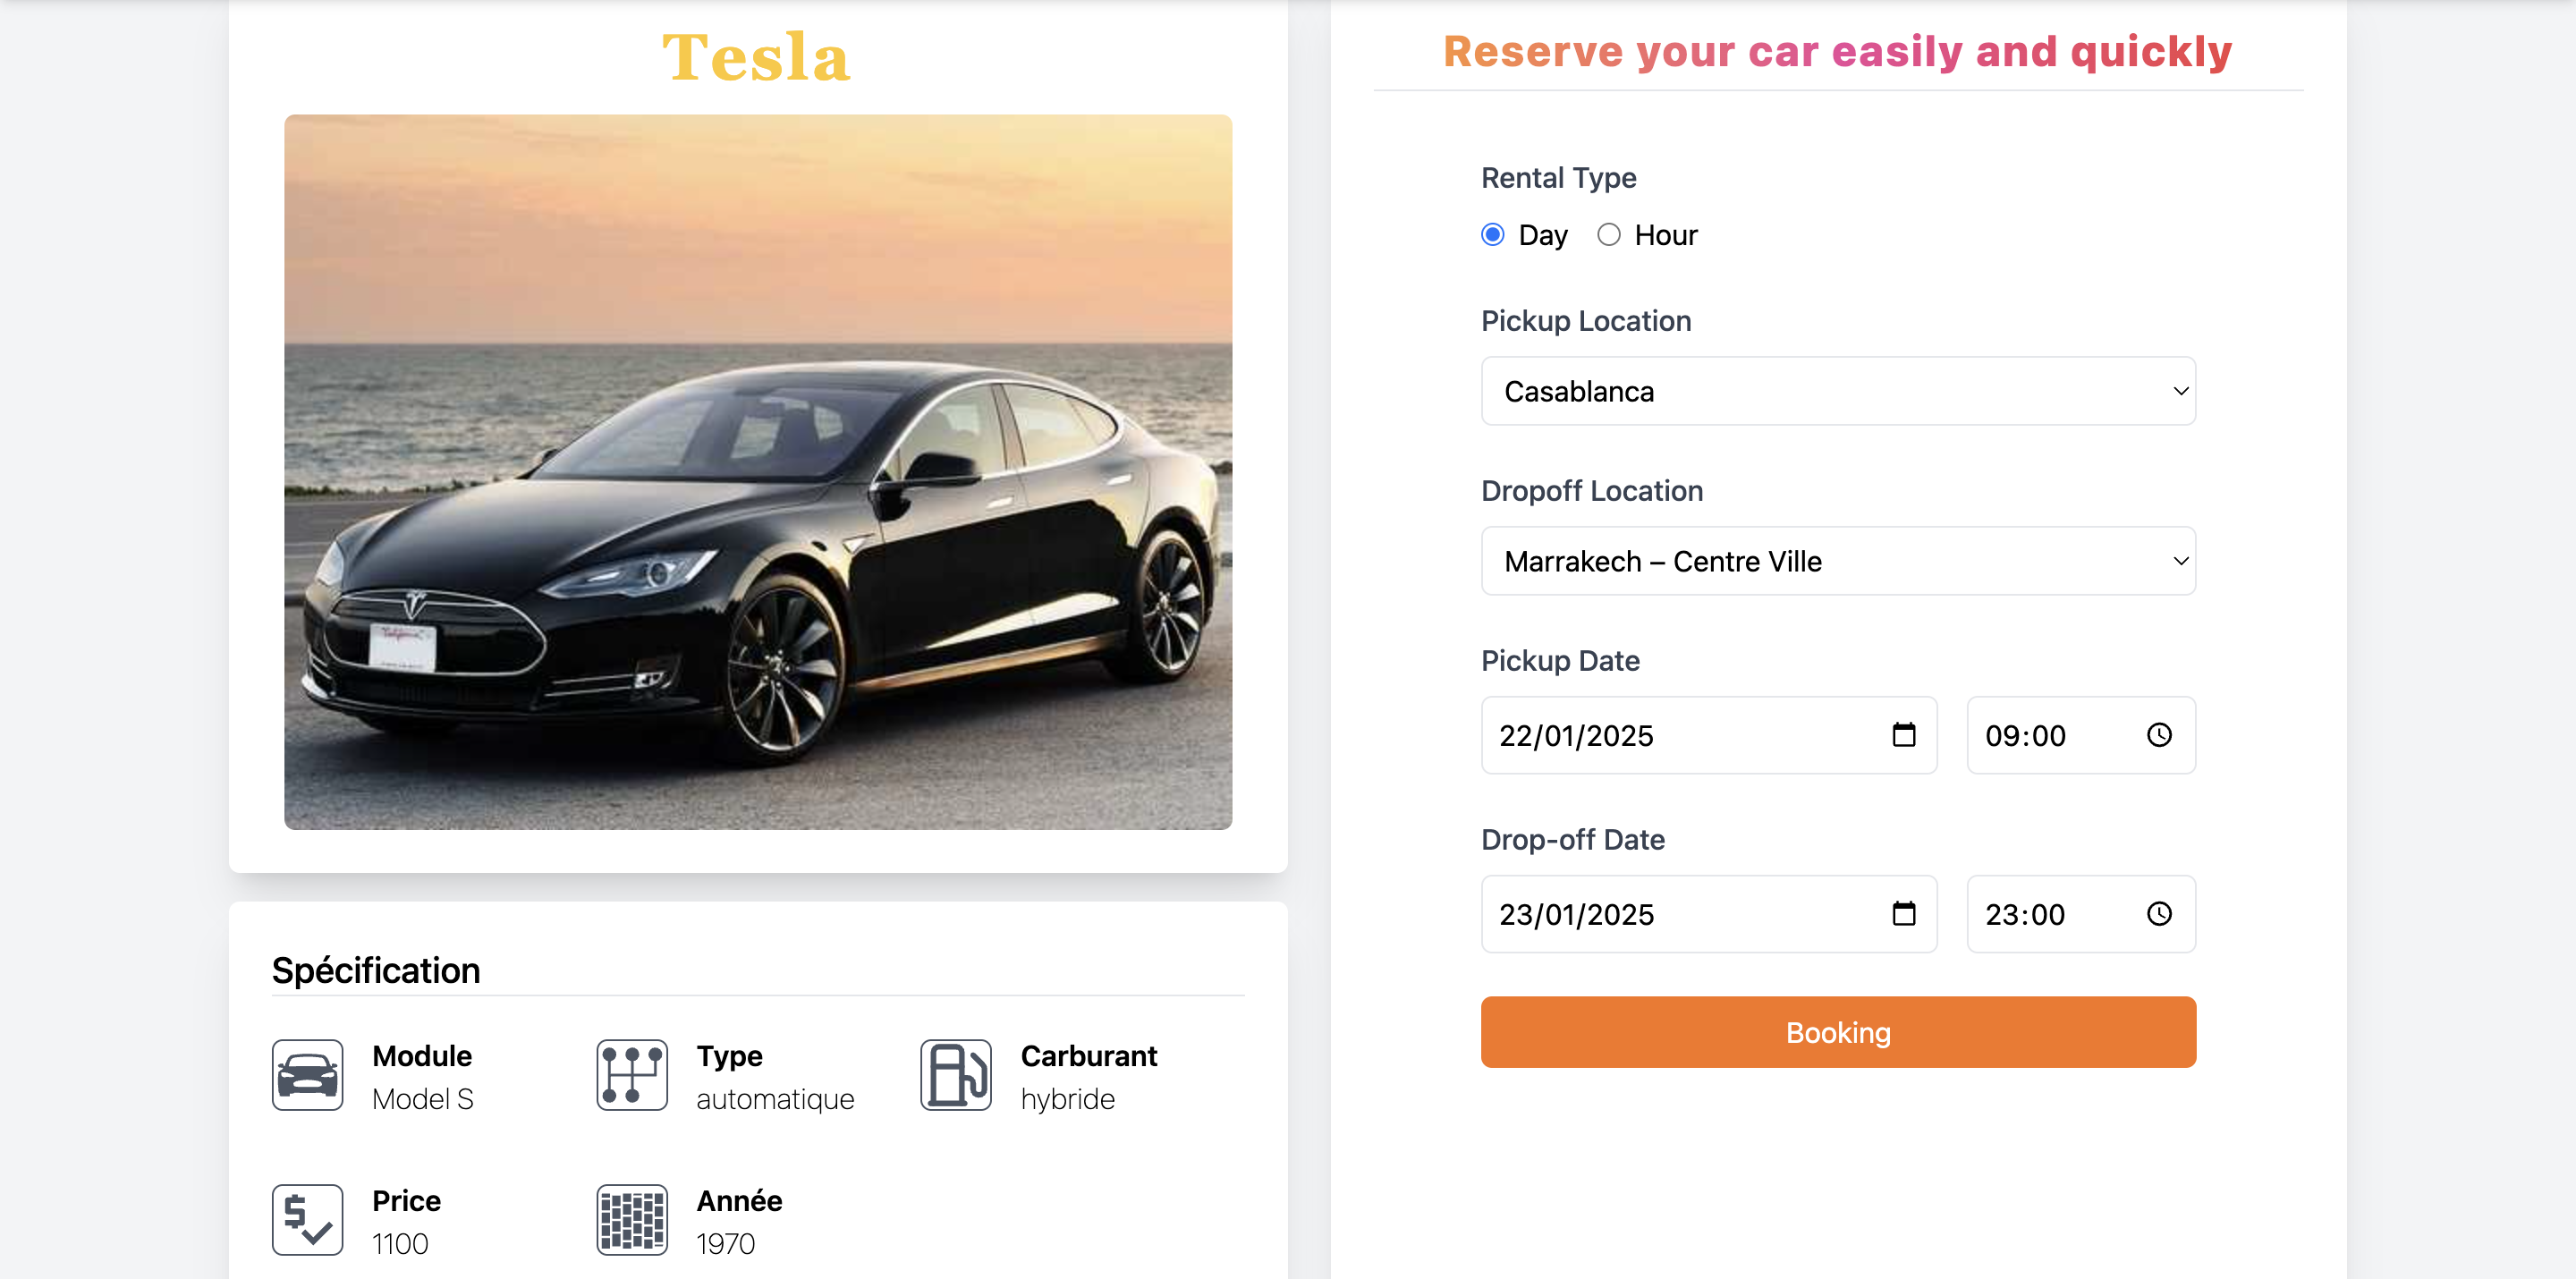 Tesla
Spécification
Module
Model S
Type
automatique
Carburant
hybride
Price
1100
Année
1970
Reserve your car easily and quickly
Rental Type
Day
Hour
Pickup Location
Casablanca
Dropoff Location
Marrakech – Centre Ville
Pickup Date
22/01/2025
09:00
Drop-off Date
23/01/2025
23:00
Booking